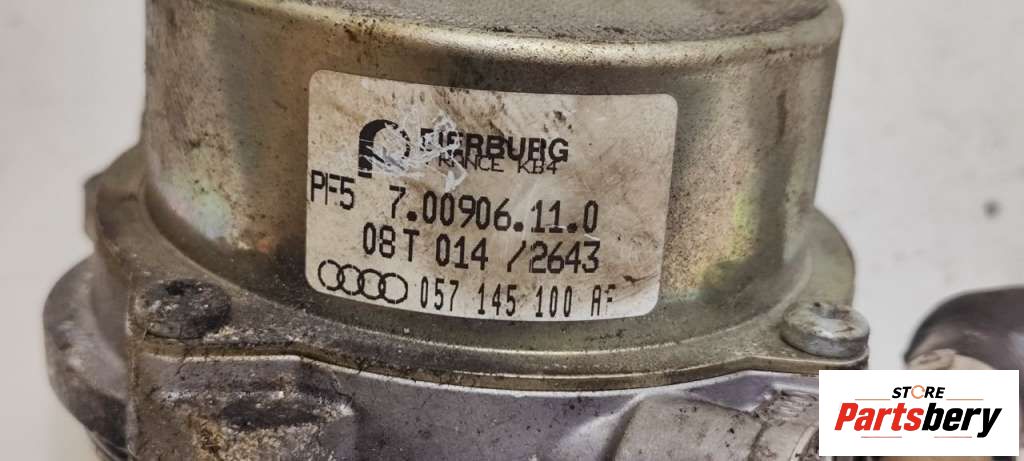 PIERBURG
FRANCE KB4
PF5 7.00906.11.0
08T 014 /2643
057 145 100 AF
STORE
Partsbery